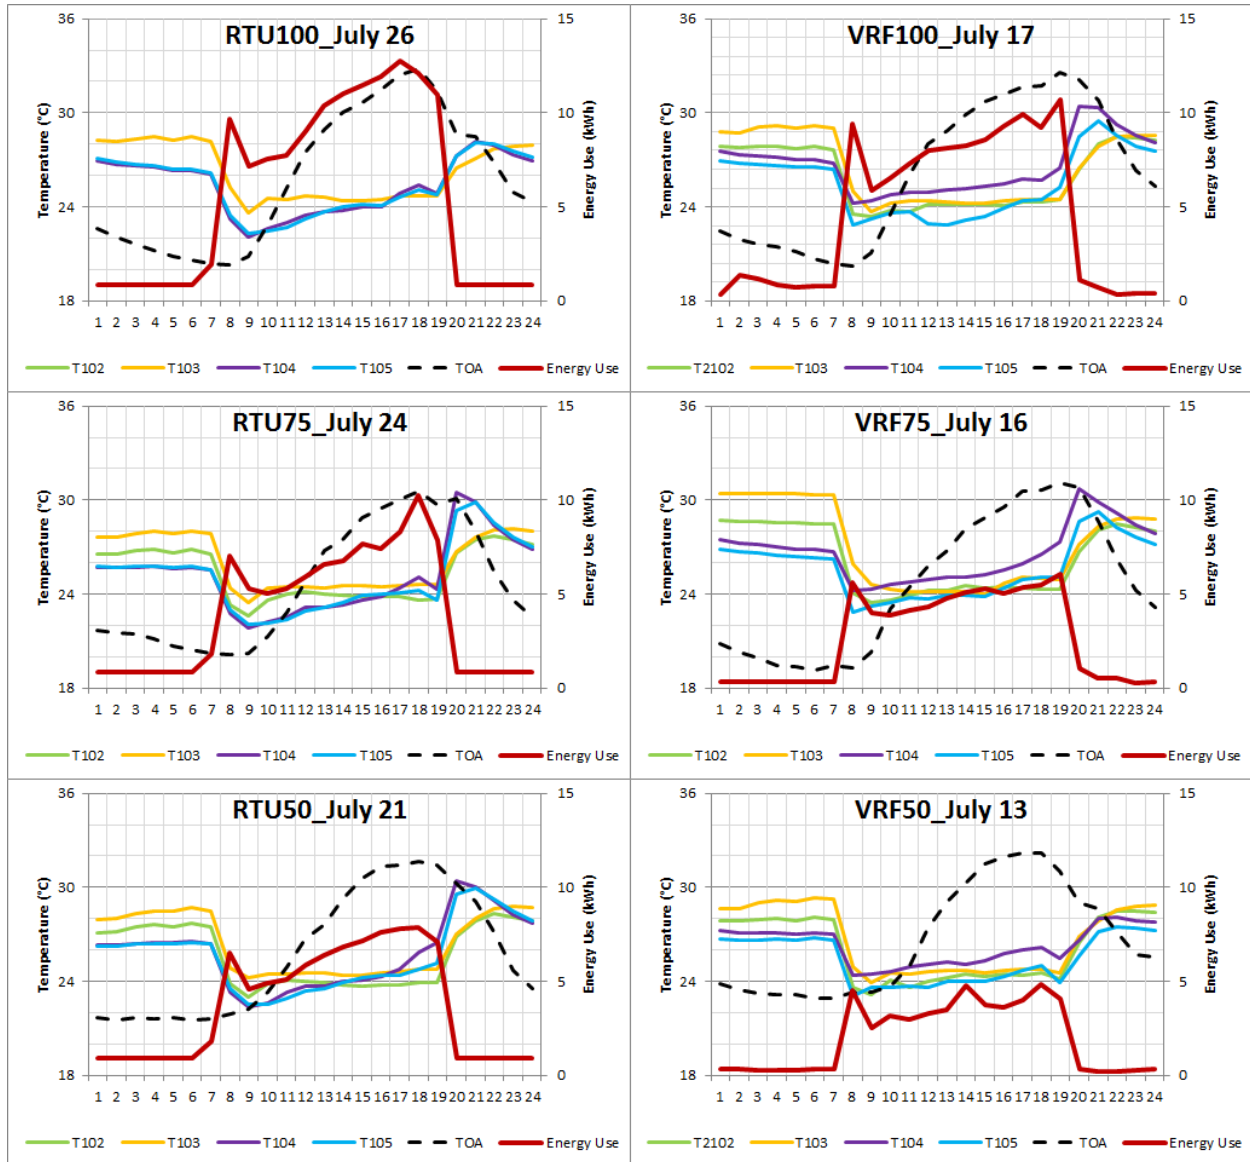 RTU100_July 26
36
30
24
18
Temperature (°C)
15
10
5
0
Energy Use (kWh)
1 2 3 4 5 6 7 8 9 10 11 12 13 14 15 16 17 18 19 20 21 22 23 24
T102 T103 T104 T105 TOA Energy Use
VRF100_July 17
36
30
24
18
Temperature (°C)
15
10
5
0
Energy Use (kWh)
1 2 3 4 5 6 7 8 9 10 11 12 13 14 15 16 17 18 19 20 21 22 23 24
T2102 T103 T104 T105 TOA Energy Use
RTU75_July 24
36
30
24
18
Temperature (°C)
15
10
5
0
Energy Use (kWh)
1 2 3 4 5 6 7 8 9 10 11 12 13 14 15 16 17 18 19 20 21 22 23 24
T102 T103 T104 T105 TOA Energy Use
VRF75_July 16
36
30
24
18
Temperature (°C)
15
10
5
0
Energy Use (kWh)
1 2 3 4 5 6 7 8 9 10 11 12 13 14 15 16 17 18 19 20 21 22 23 24
T102 T103 T104 T105 TOA Energy Use
RTU50_July 21
36
30
24
18
Temperature (°C)
15
10
5
0
Energy Use (kWh)
1 2 3 4 5 6 7 8 9 10 11 12 13 14 15 16 17 18 19 20 21 22 23 24
T102 T103 T104 T105 TOA Energy Use
VRF50_July 13
36
30
24
18
Temperature (°C)
15
10
5
0
Energy Use (kWh)
1 2 3 4 5 6 7 8 9 10 11 12 13 14 15 16 17 18 19 20 21 22 23 24
T2102 T103 T104 T105 TOA Energy Use